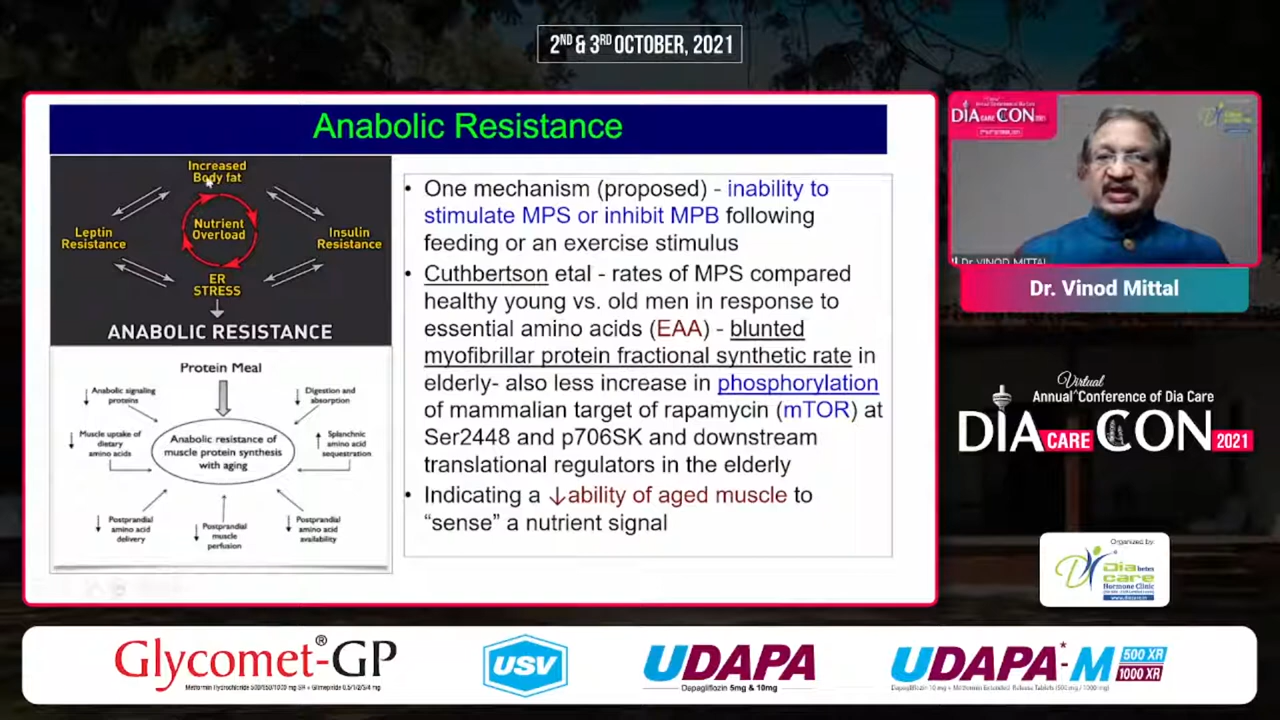 2ND & 3RD OCTOBER, 2021
Anabolic Resistance
Increased
Body fat
Nutrient
Overload
Leptin
Resistance
Insulin
Resistance
ER
STRESS
ANABOLIC RESISTANCE
Protein Meal
↓ Anabolic signaling
proteins
↓ Digestion and
absorption
↓ Muscle uptake of
dietary
amino acids
Anabolic resistance of
muscle protein synthesis
with aging
↑ Splanchnic
amino acid
sequestration
↓ Postprandial
amino acid
delivery
↓ Postprandial
muscle
perfusion
↓ Postprandial
amino acid
availability
• One mechanism (proposed) - inability to
stimulate MPS or inhibit MPB following
feeding or an exercise stimulus
• Cuthbertson etal - rates of MPS compared
healthy young vs. old men in response to
essential amino acids (EAA) - blunted
myofibrillar protein fractional synthetic rate in
elderly- also less increase in phosphorylation
of mammalian target of rapamycin (mTOR) at
Ser2448 and p706SK and downstream
translational regulators in the elderly
• Indicating a ↓ability of aged muscle to
“sense” a nutrient signal
DIA CARE CON 2021
Dr. VINOD MITTAL
Dr. Vinod Mittal
Virtual
Annual^Conference of Dia Care
DIA CARE CON 2021
Organized by:
Diabetes
care
Hormone Clinic
Glycomet®-GP
Metformin Hydrochloride 500/850/1000 mg SR + Glimepride 0.5/1/2/3/4 mg
USV
UDAPA
Dapagliflozin 5mg & 10mg
UDAPA*-M 500 XR
1000 XR
Dapagliflozin 10 mg + Metformin Extended Release Tablets (500 mg / 1000 mg)